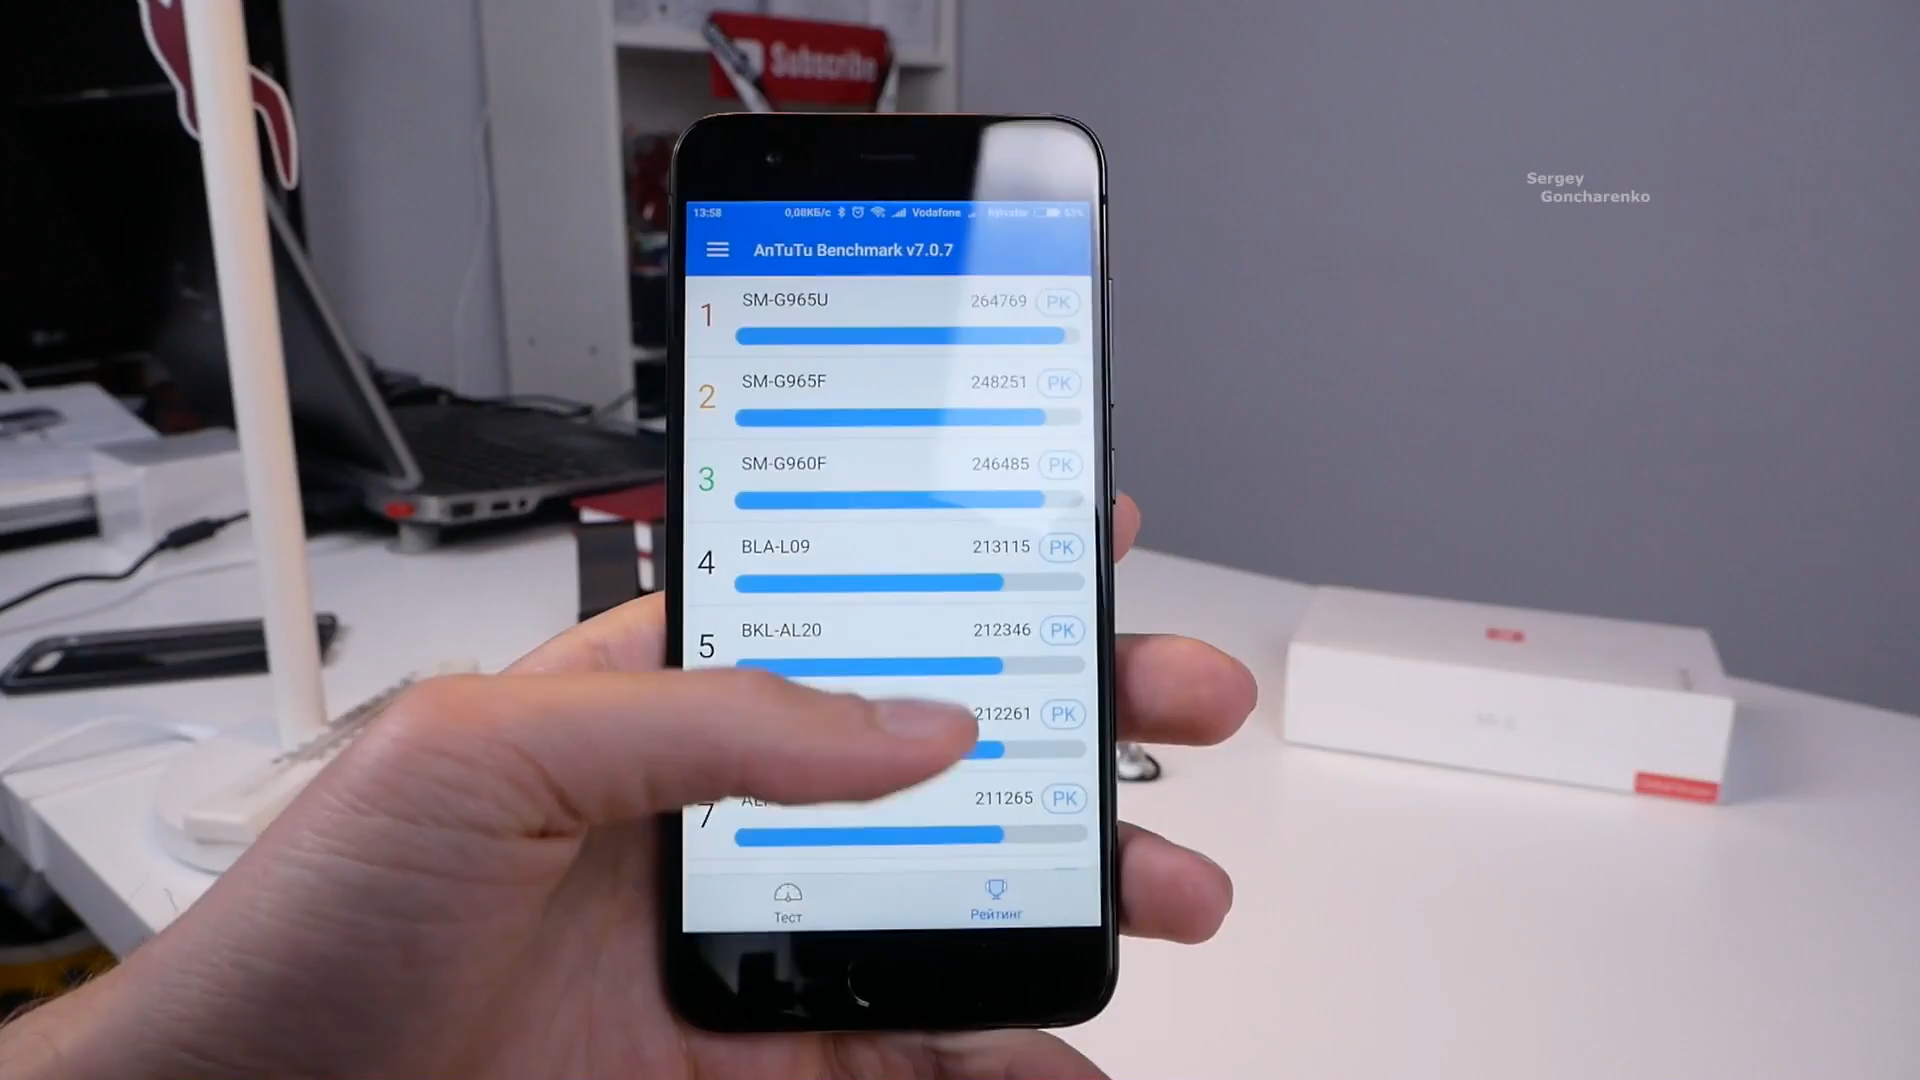 Subscribe
Sergey
Goncharenko
13:58 0,08КБ/с Vodafone 53%
AnTuTu Benchmark v7.0.7
1 SM-G965U 264769 PK
2 SM-G965F 248251 PK
3 SM-G960F 246485 PK
4 BLA-L09 213115 PK
5 BKL-AL20 212346 PK
212261 PK
7 211265 PK
Тест Рейтинг